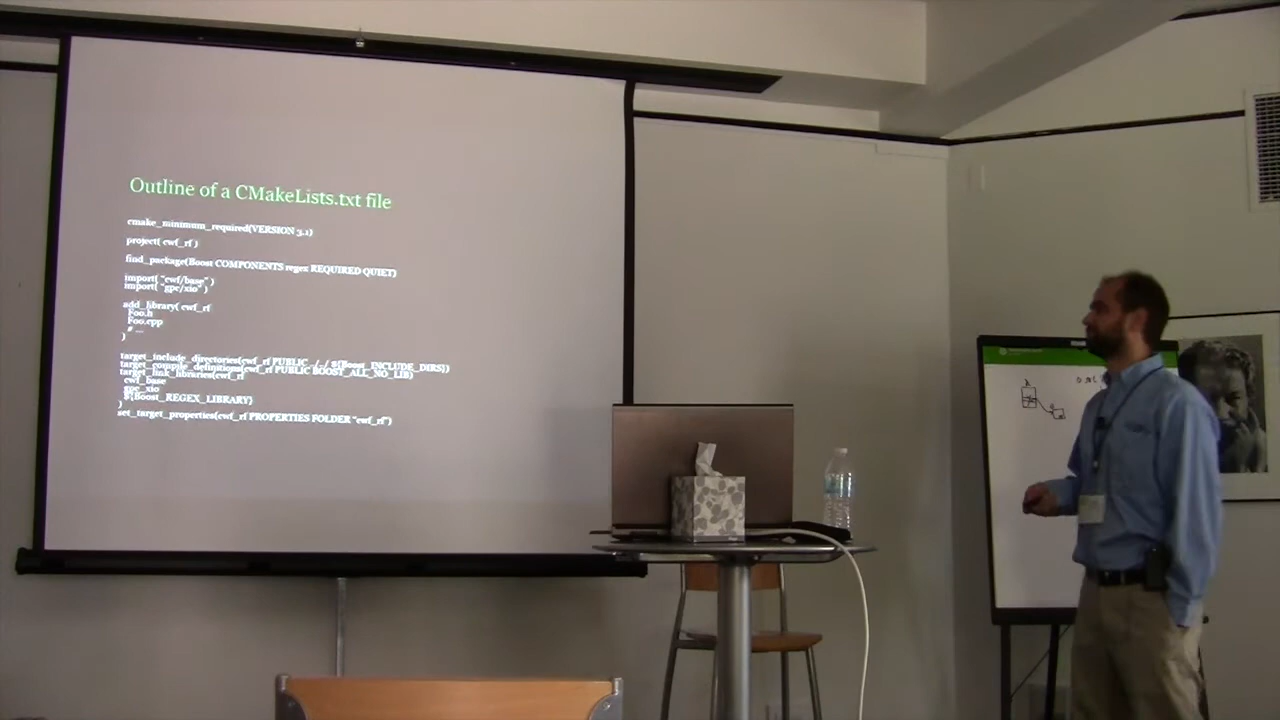 Outline of a CMakeLists.txt file
cmake_minimum_required(VERSION 3.1)
project( cwf_rf )
find_package(Boost COMPONENTS regex REQUIRED QUIET)
import( "cwf/base" )
import( "gpc/xio" )
add_library( cwf_rf
Foo.h
Foo.cpp
# ...
)
target_include_directories(cwf_rf PUBLIC ../../ ${Boost_INCLUDE_DIRS})
target_compile_definitions(cwf_rf PUBLIC BOOST_ALL_NO_LIB)
target_link_libraries(cwf_rf
cwf_base
gpc_xio
${Boost_REGEX_LIBRARY}
)
set_target_properties(cwf_rf PROPERTIES FOLDER "cwf_rf")